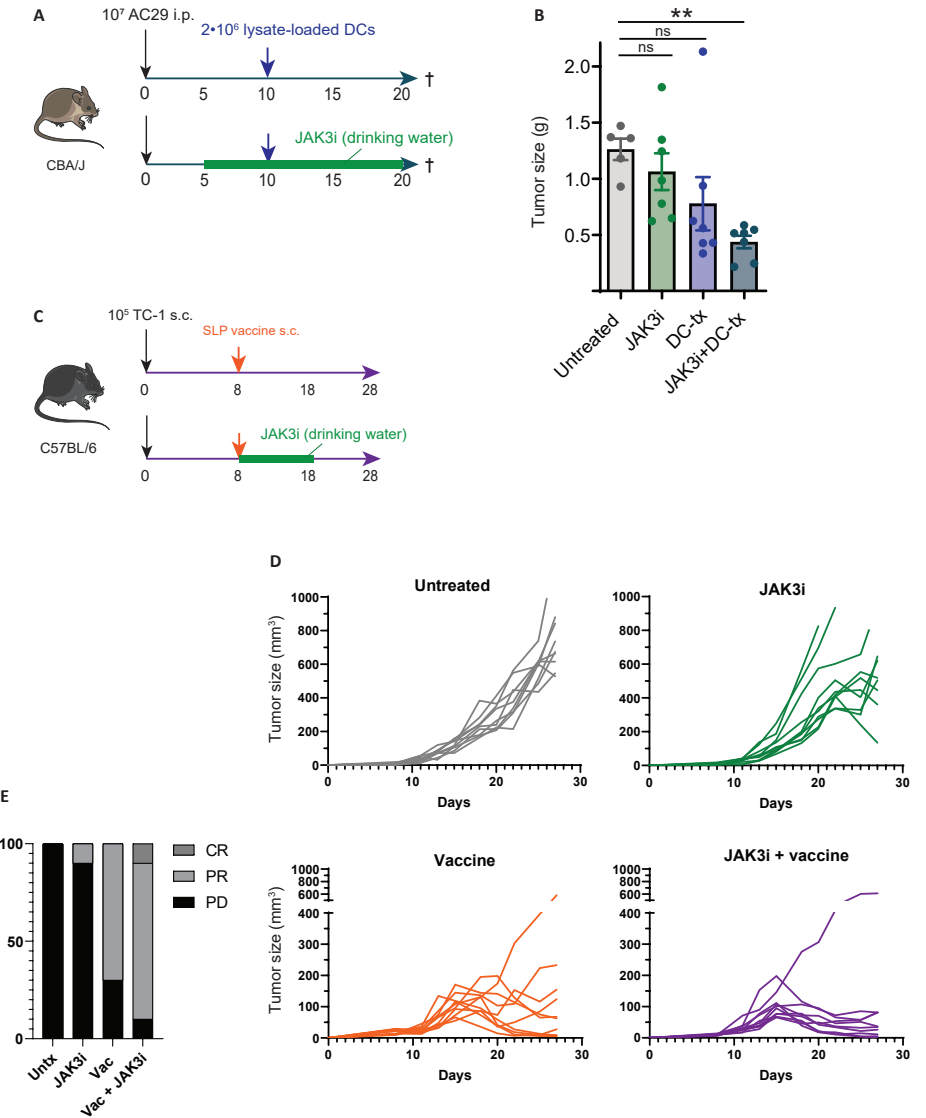 A
10⁷ AC29 i.p.
2•10⁶ lysate-loaded DCs
0 5 10 15 20 †
JAK3i (drinking water)
0 5 10 15 20 †
CBA/J
B
**
ns
ns
Tumor size (g)
2.0
1.5
1.0
0.5
Untreated
JAK3i
DC-tx
JAK3i+DC-tx
C
10⁵ TC-1 s.c.
SLP vaccine s.c.
0 8 18 28
JAK3i (drinking water)
0 8 18 28
C57BL/6
D
Untreated
Tumor size (mm³)
1000
800
600
400
200
0
0 10 20 30
Days
JAK3i
1000
800
600
400
200
0
0 10 20 30
Days
Vaccine
Tumor size (mm³)
1000
800
600
400
300
200
100
0
0 10 20 30
Days
JAK3i + vaccine
1000
800
600
400
300
200
100
0
0 10 20 30
Days
E
100
50
0
CR
PR
PD
Untx
JAK3i
Vac
Vac + JAK3i